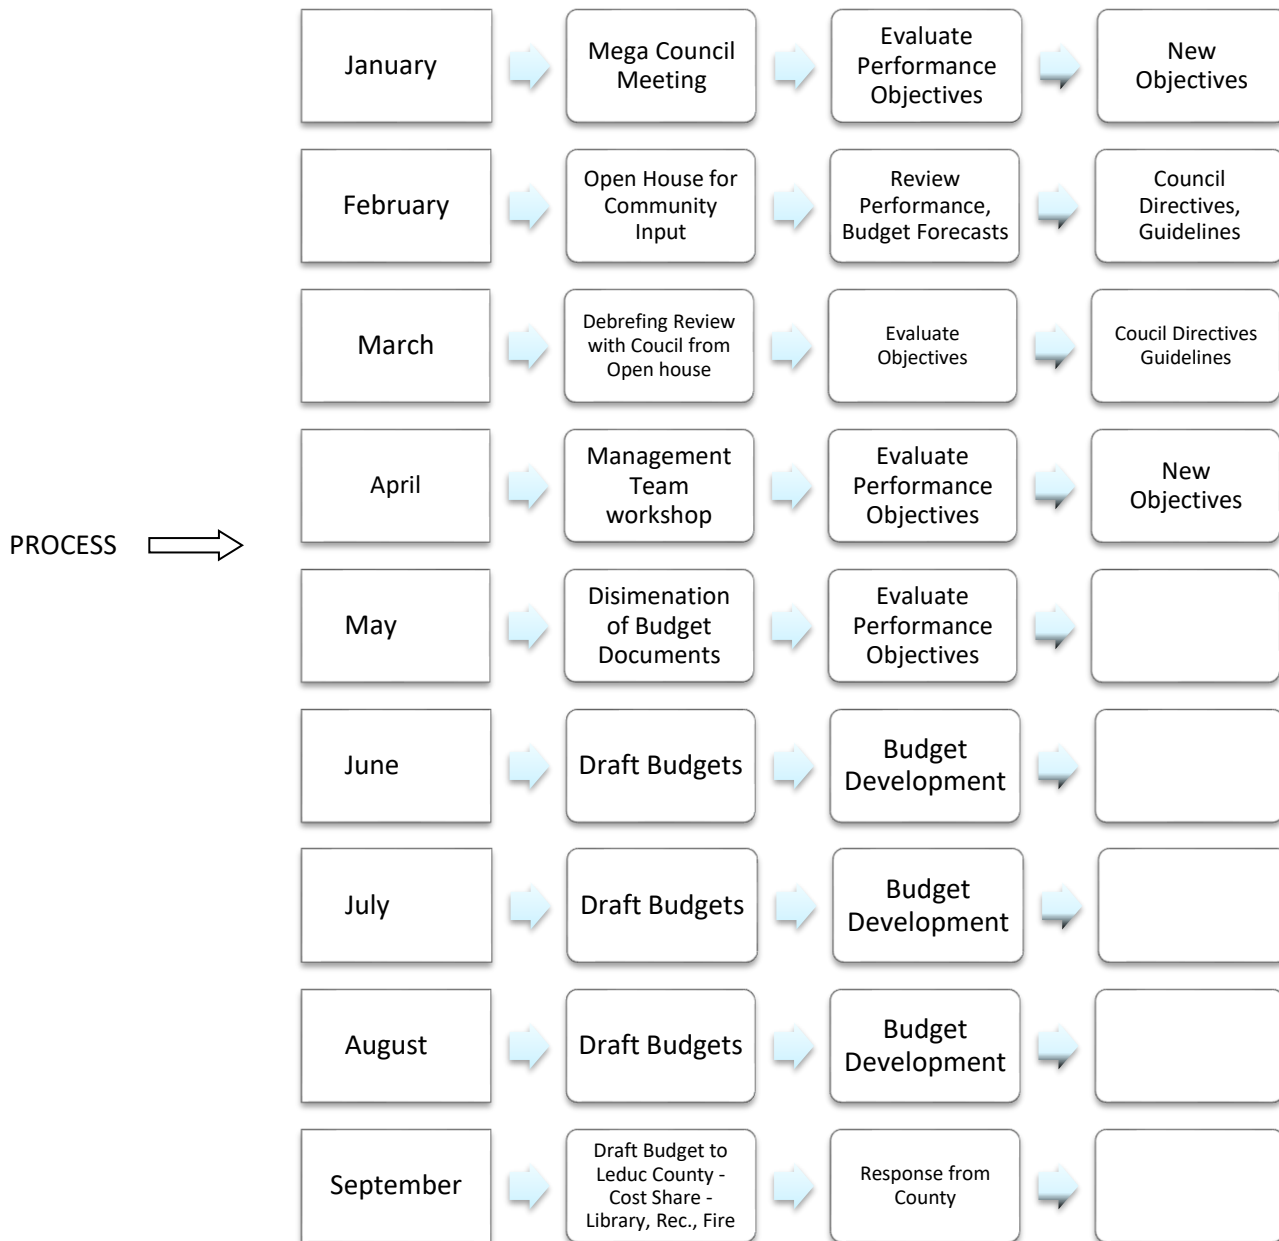 January
Mega Council
Meeting
Evaluate
Performance
Objectives
New
Objectives
February
Open House for
Community
Input
Review
Performance,
Budget Forecasts
Council
Directives,
Guidelines
March
Debrefing Review
with Coucil from
Open house
Evaluate
Objectives
Coucil Directives
Guidelines
April
Management
Team
workshop
Evaluate
Performance
Objectives
New
Objectives
PROCESS
May
Disimenation
of Budget
Documents
Evaluate
Performance
Objectives
June
Draft Budgets
Budget
Development
July
Draft Budgets
Budget
Development
August
Draft Budgets
Budget
Development
September
Draft Budget to
Leduc County -
Cost Share -
Library, Rec., Fire
Response from
County